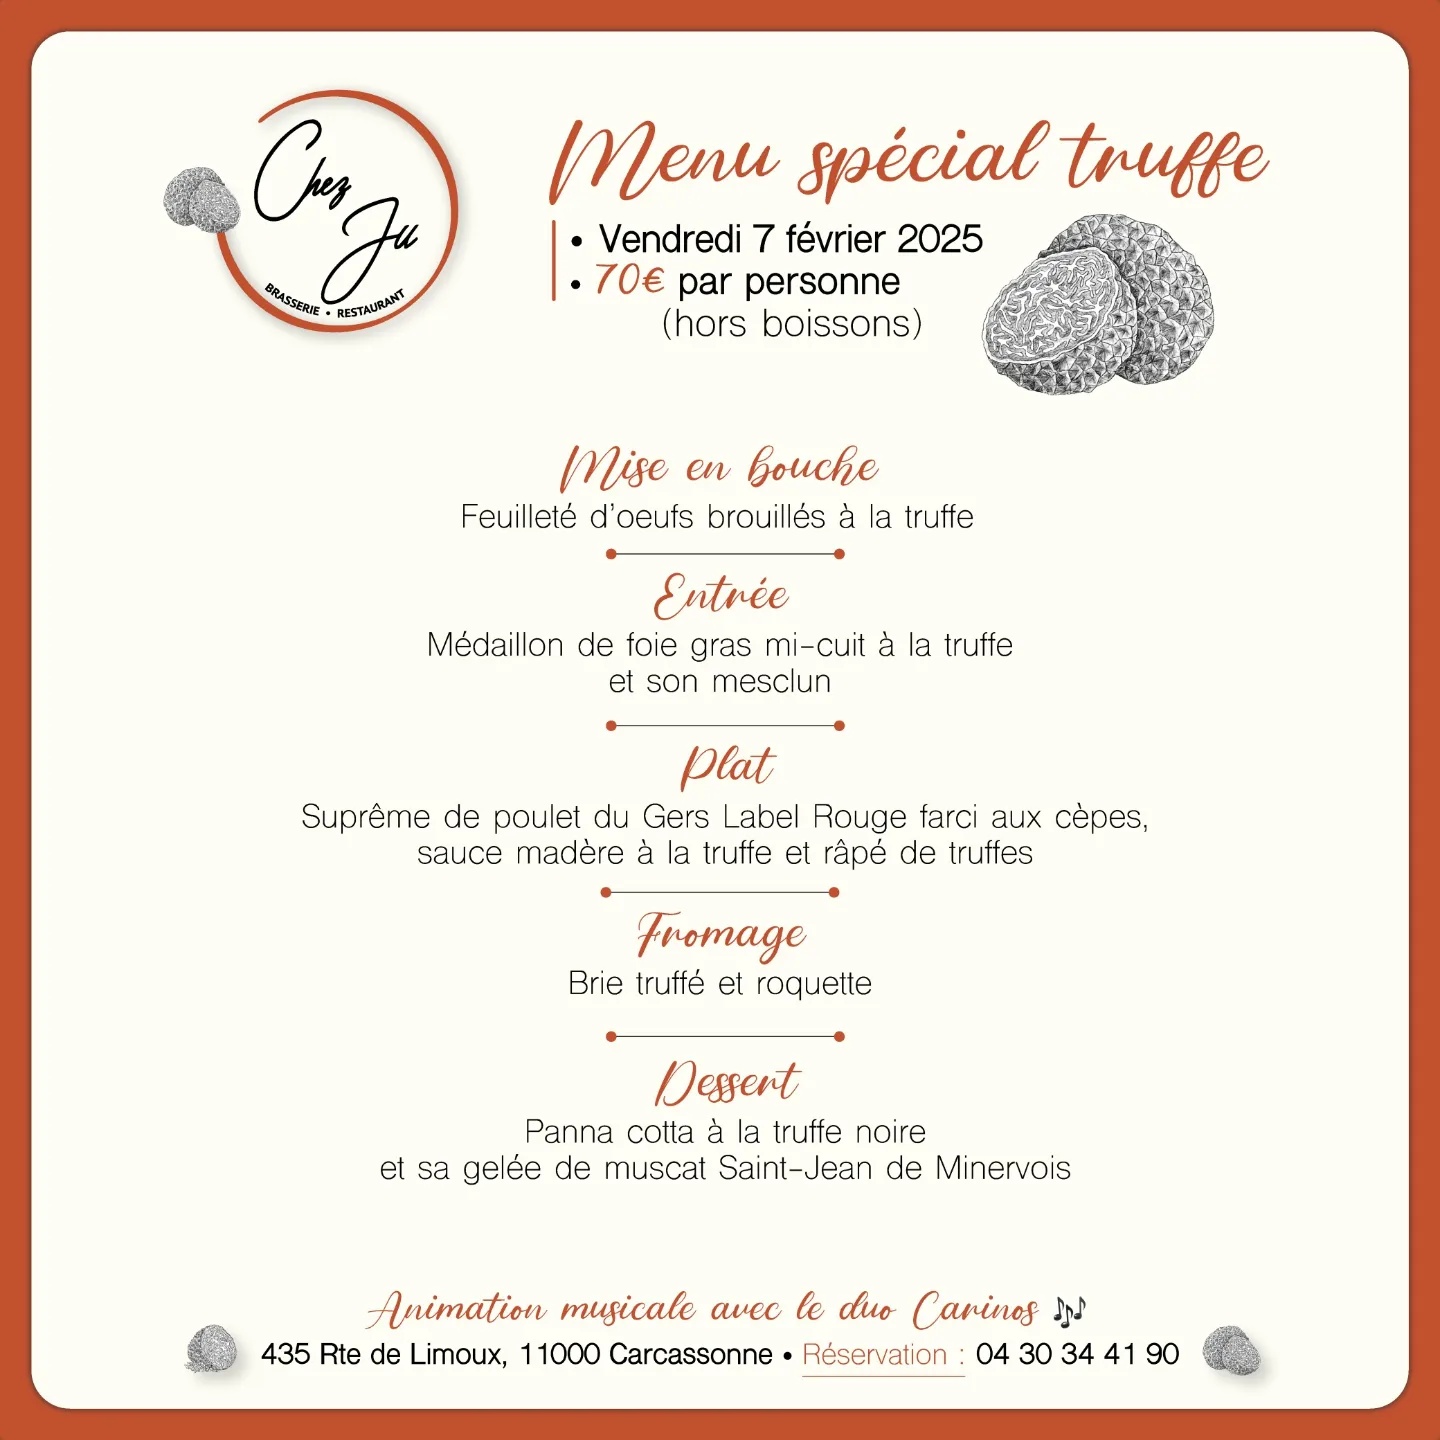 Chez
Ju
BRASSERIE • RESTAURANT
Menu spécial truffe
• Vendredi 7 février 2025
• 70€ par personne
(hors boissons)
Mise en bouche
Feuilleté d'oeufs brouillés à la truffe
Entrée
Médaillon de foie gras mi-cuit à la truffe
et son mesclun
Plat
Suprême de poulet du Gers Label Rouge farci aux cèpes,
sauce madère à la truffe et râpé de truffes
Fromage
Brie truffé et roquette
Dessert
Panna cotta à la truffe noire
et sa gelée de muscat Saint-Jean de Minervois
Animation musicale avec le duo Carinos 🎶
435 Rte de Limoux, 11000 Carcassonne • Réservation : 04 30 34 41 90